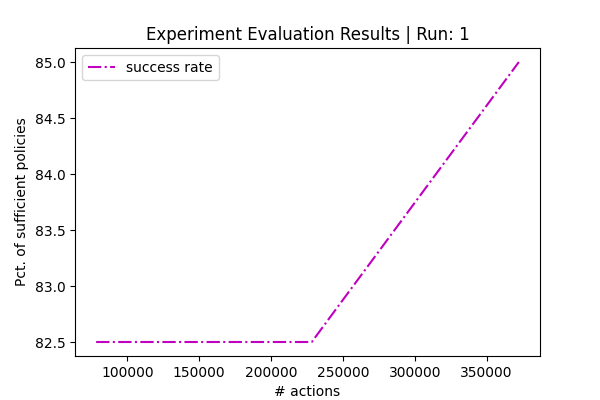 Experiment Evaluation Results | Run: 1
success rate
Pct. of sufficient policies
85.0
84.5
84.0
83.5
83.0
82.5
100000 150000 200000 250000 300000 350000
# actions